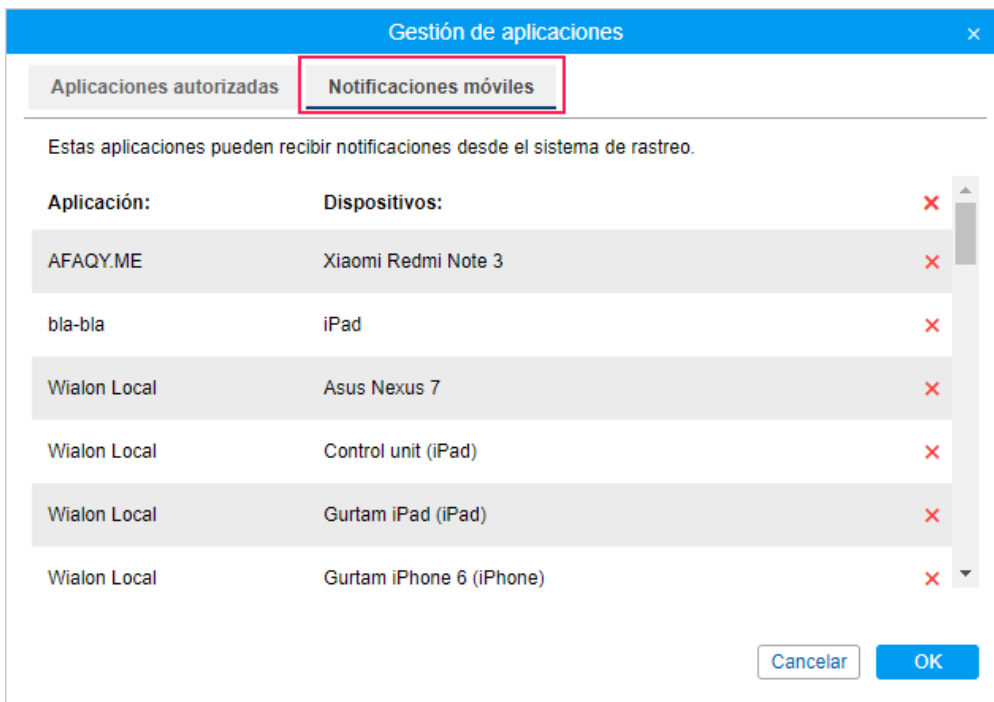 Gestión de aplicaciones
Aplicaciones autorizadas Notificaciones móviles
Estas aplicaciones pueden recibir notificaciones desde el sistema de rastreo.
Aplicación: Dispositivos:
AFAQY.ME Xiaomi Redmi Note 3
bla-bla iPad
Wialon Local Asus Nexus 7
Wialon Local Control unit (iPad)
Wialon Local Gurtam iPad (iPad)
Wialon Local Gurtam iPhone 6 (iPhone)
Cancelar OK